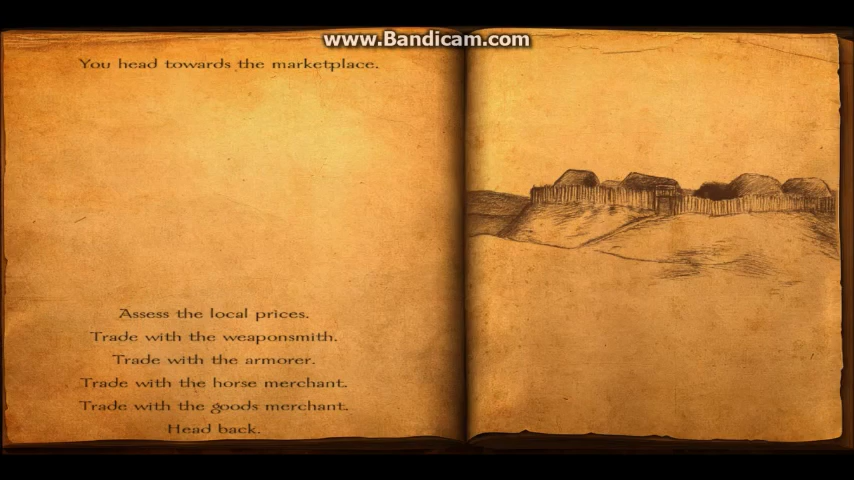 www.Bandicam.com
You head towards the marketplace.
Assess the local prices.
Trade with the weaponsmith.
Trade with the armorer.
Trade with the horse merchant.
Trade with the goods merchant.
Head back.